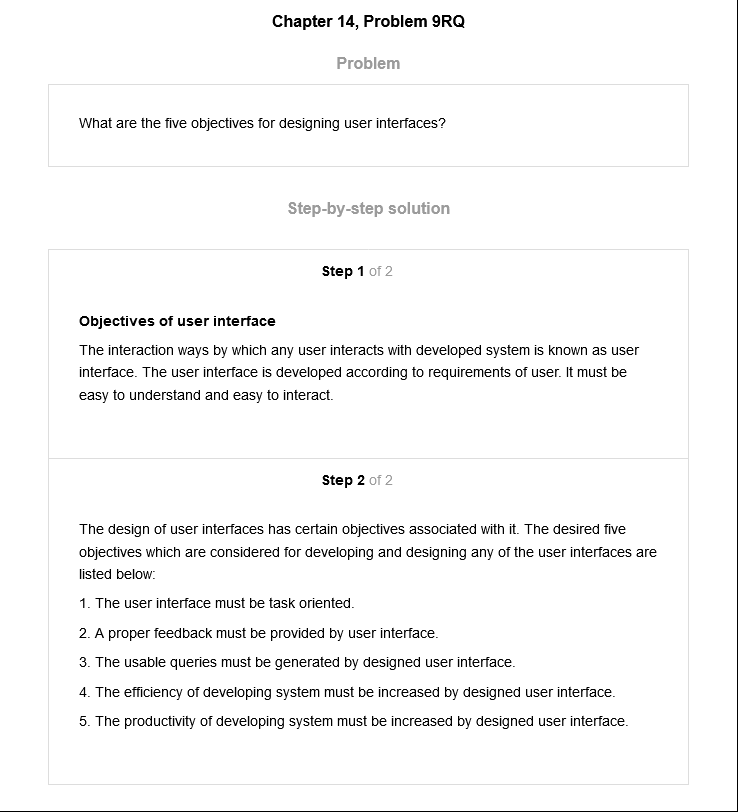 Chapter 14, Problem 9RQ
Problem
What are the five objectives for designing user interfaces?
Step-by-step solution
Step 1 of 2
Objectives of user interface
The interaction ways by which any user interacts with developed system is known as user
interface. The user interface is developed according to requirements of user. It must be
easy to understand and easy to interact.
Step 2 of 2
The design of user interfaces has certain objectives associated with it. The desired five
objectives which are considered for developing and designing any of the user interfaces are
listed below:
1. The user interface must be task oriented.
2. A proper feedback must be provided by user interface.
3. The usable queries must be generated by designed user interface.
4. The efficiency of developing system must be increased by designed user interface.
5. The productivity of developing system must be increased by designed user interface.